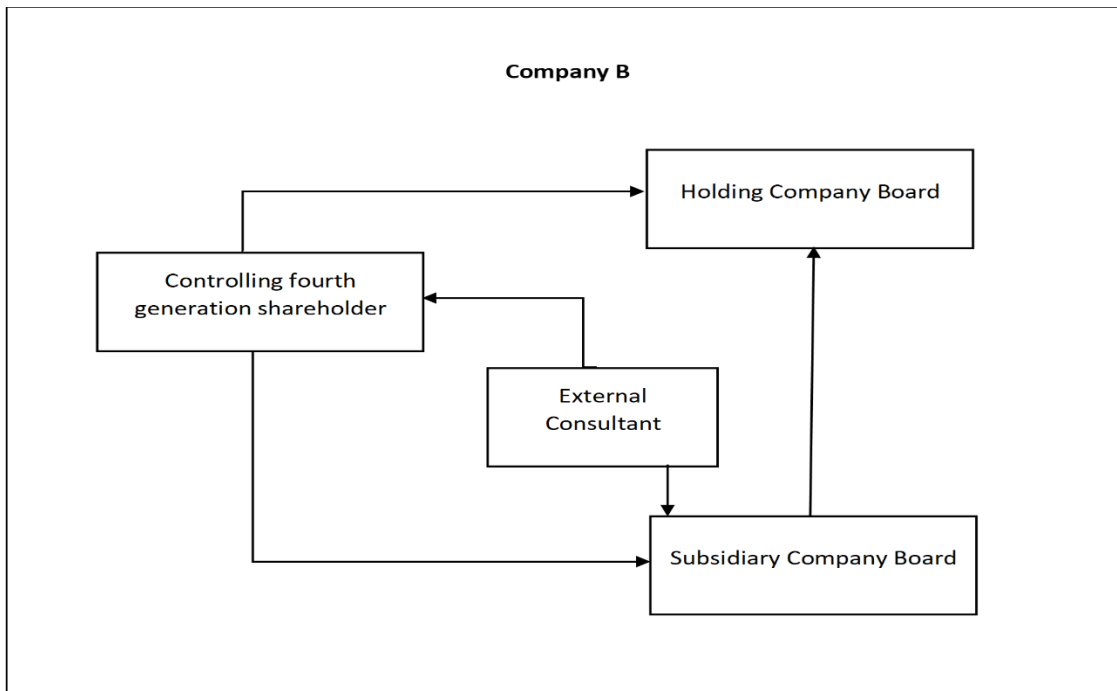 Company B
Holding Company Board
Controlling fourth
generation shareholder
External
Consultant
Subsidiary Company Board